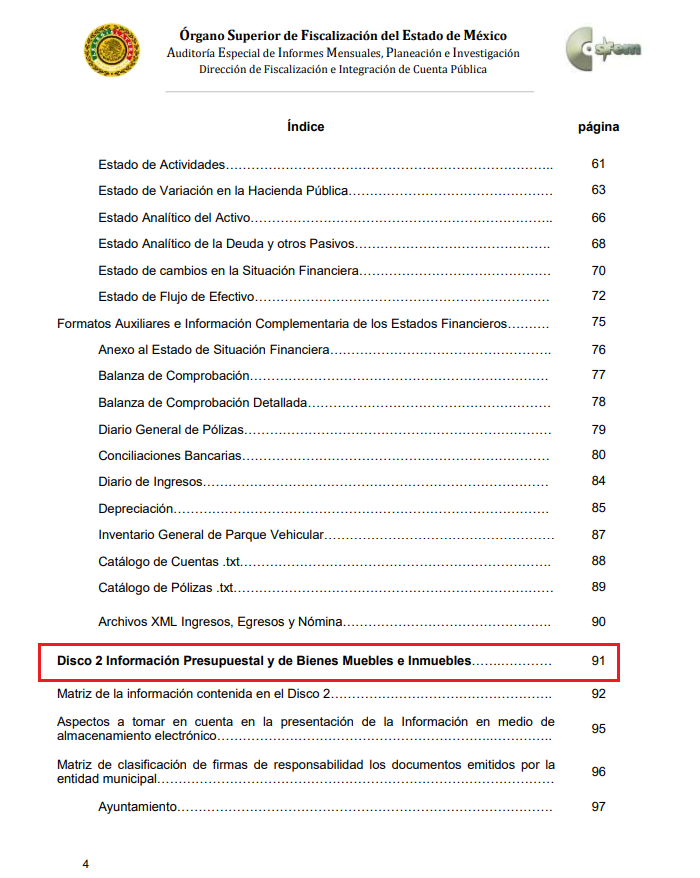 Órgano Superior de Fiscalización del Estado de México
Auditoría Especial de Informes Mensuales, Planeación e Investigación
Dirección de Fiscalización e Integración de Cuenta Pública
osfem
Índice página
Estado de Actividades……………………………………………………………….. 61
Estado de Variación en la Hacienda Pública………………………………………… 63
Estado Analítico del Activo…………………………………………………………….. 66
Estado Analítico de la Deuda y otros Pasivos………………………………………. 68
Estado de cambios en la Situación Financiera……………………………………… 70
Estado de Flujo de Efectivo…………………………………………………………… 72
Formatos Auxiliares e Información Complementaria de los Estados Financieros………. 75
Anexo al Estado de Situación Financiera……………………………………………. 76
Balanza de Comprobación……………………………………………………………. 77
Balanza de Comprobación Detallada………………………………………………… 78
Diario General de Pólizas……………………………………………………………… 79
Conciliaciones Bancarias……………………………………………………………… 80
Diario de Ingresos……………………………………………………………………… 84
Depreciación…………………………………………………………………………… 85
Inventario General de Parque Vehicular……………………………………………… 87
Catálogo de Cuentas .txt………………………………………………………………. 88
Catálogo de Pólizas .txt………………………………………………………………… 89
Archivos XML Ingresos, Egresos y Nómina…………………………………………. 90
Disco 2 Información Presupuestal y de Bienes Muebles e Inmuebles……………… 91
Matriz de la información contenida en el Disco 2……………………………………………. 92
Aspectos a tomar en cuenta en la presentación de la Información en medio de
almacenamiento electrónico…………………………………………………………………….. 95
Matriz de clasificación de firmas de responsabilidad los documentos emitidos por la
entidad municipal………………………………………………………………………………… 96
Ayuntamiento……………………………………………………………………………. 97
4